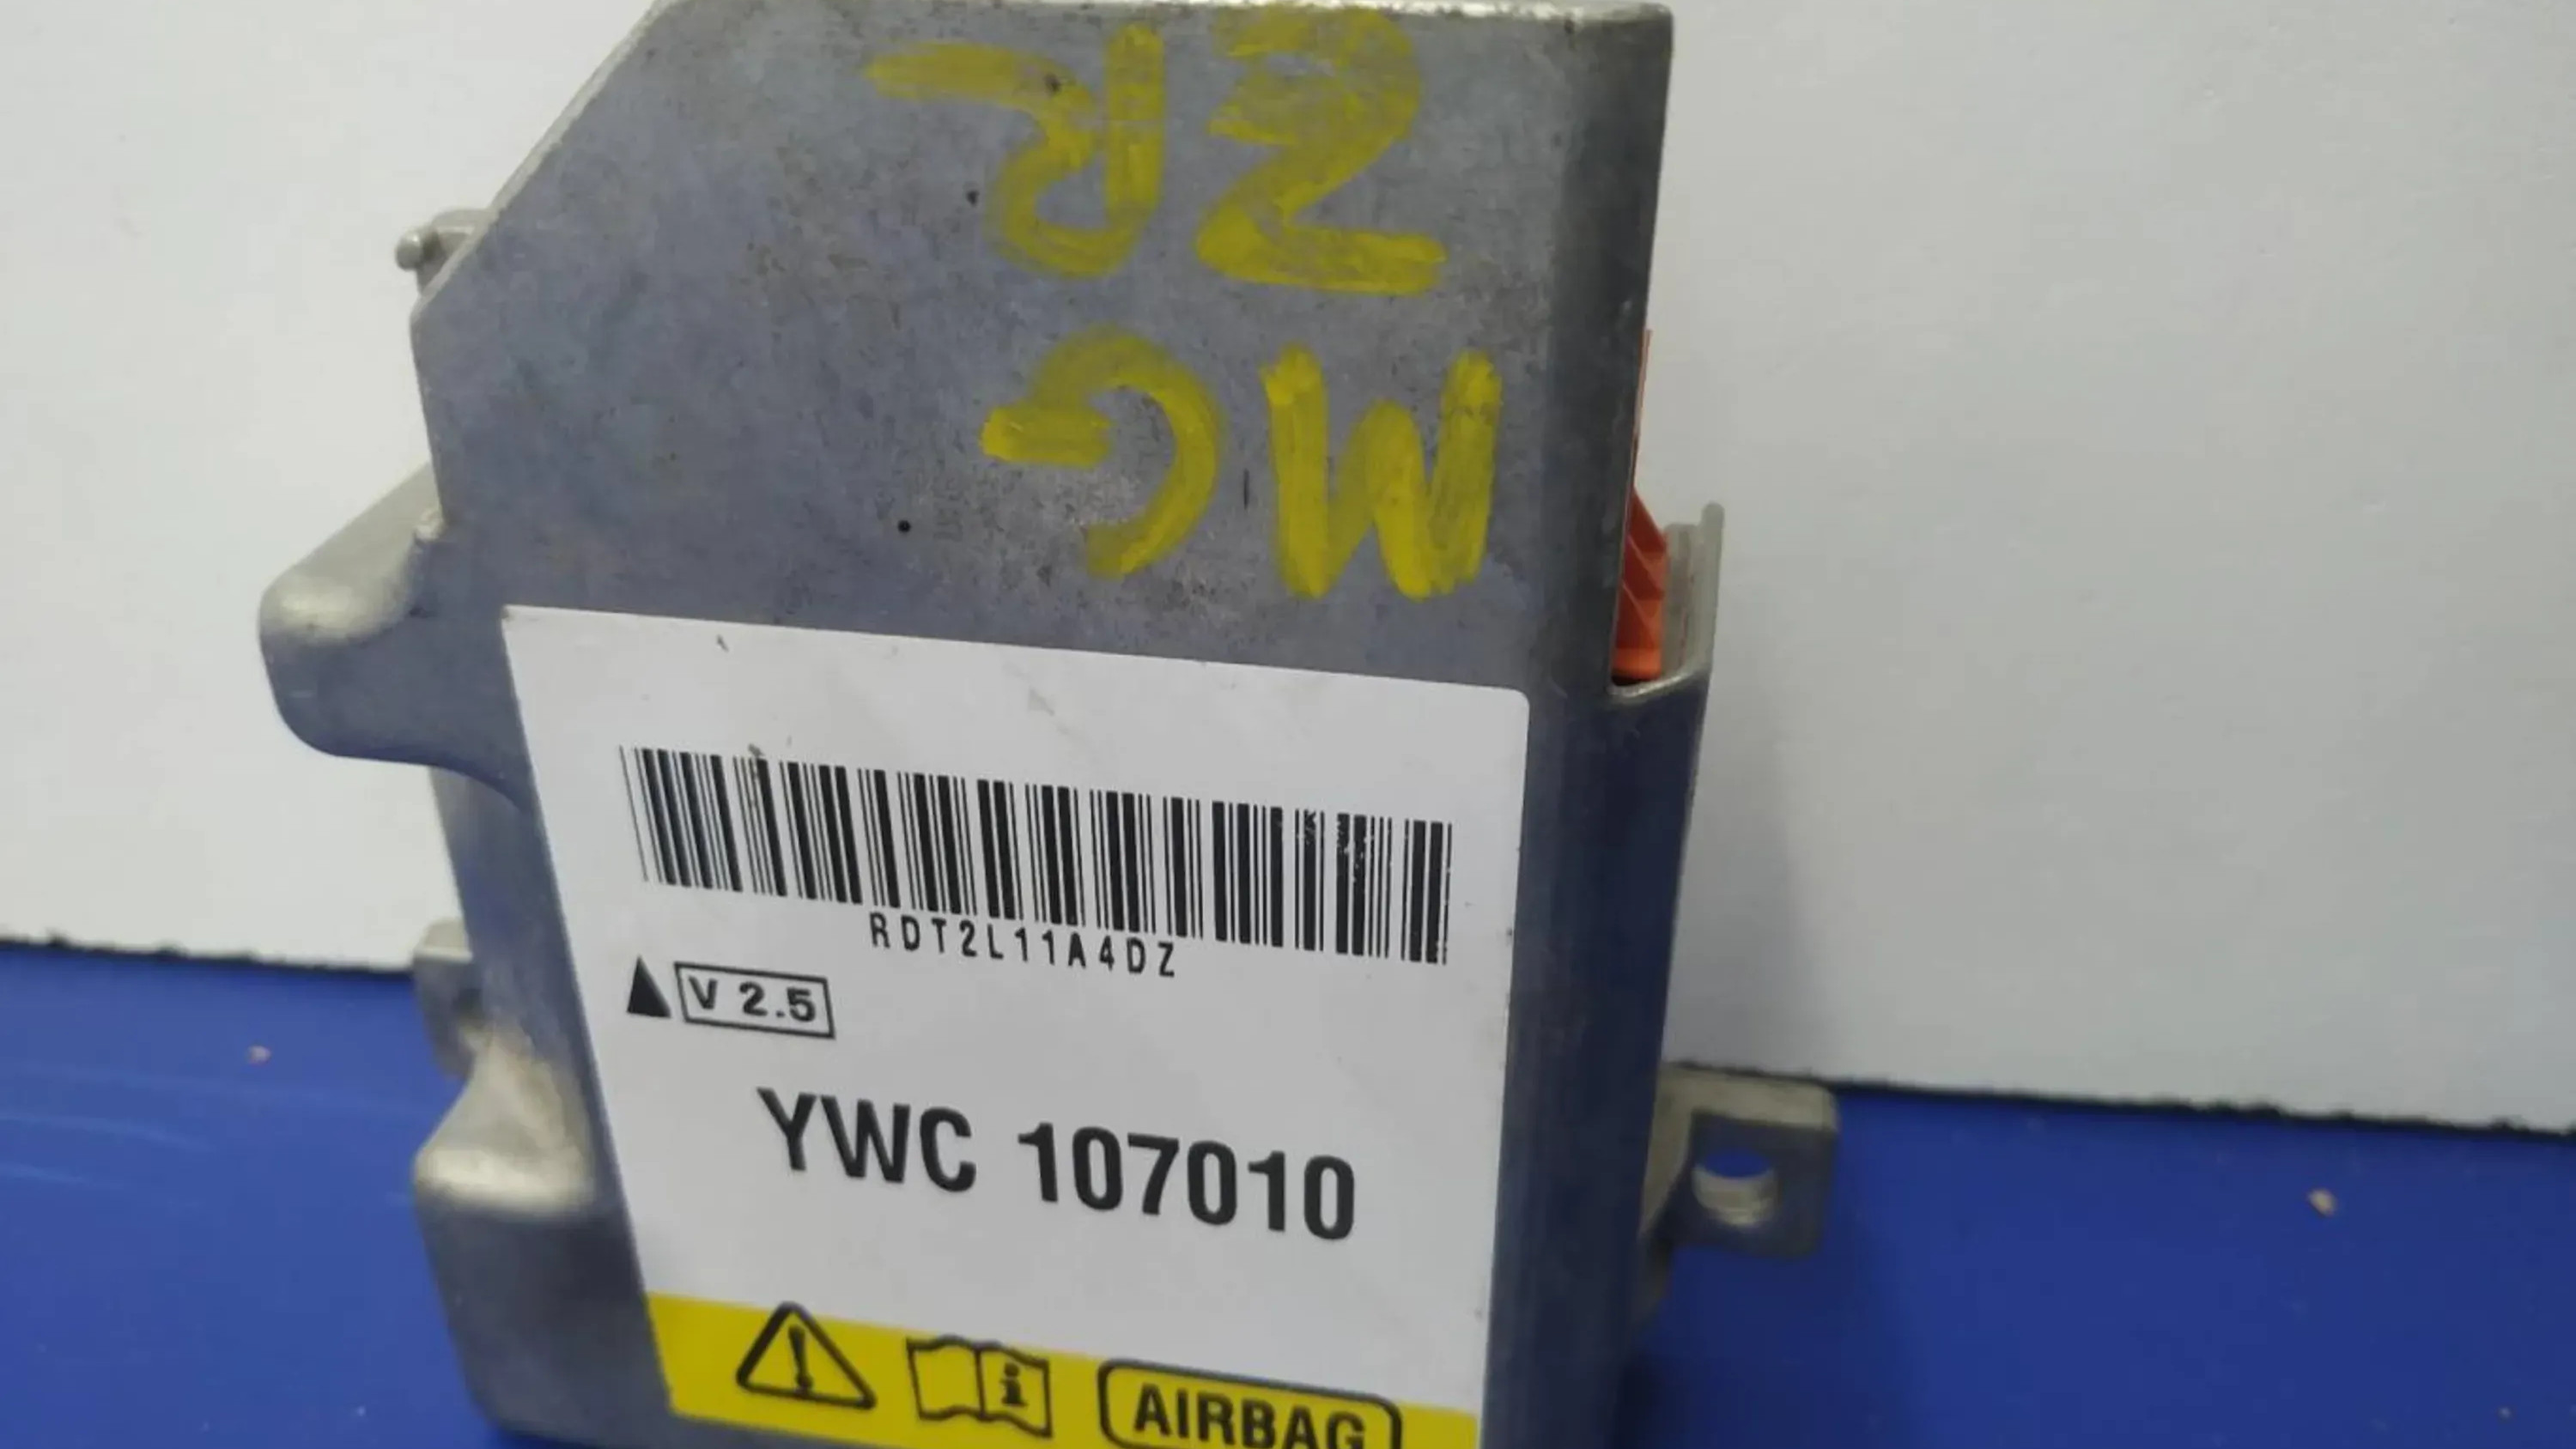 MG
ZR
RDT2L11A4DZ
V 2.5
YWC 107010
AIRBAG